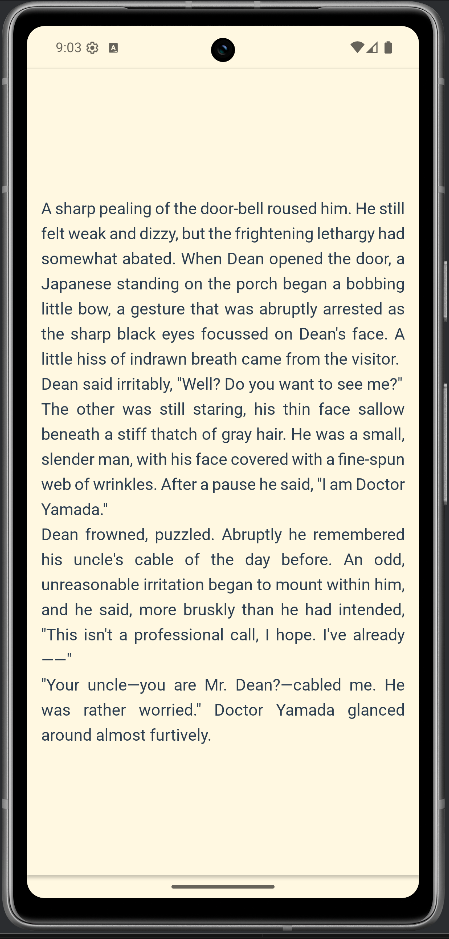 9:03
A sharp pealing of the door-bell roused him. He still
felt weak and dizzy, but the frightening lethargy had
somewhat abated. When Dean opened the door, a
Japanese standing on the porch began a bobbing
little bow, a gesture that was abruptly arrested as
the sharp black eyes focussed on Dean's face. A
little hiss of indrawn breath came from the visitor.
Dean said irritably, "Well? Do you want to see me?"
The other was still staring, his thin face sallow
beneath a stiff thatch of gray hair. He was a small,
slender man, with his face covered with a fine-spun
web of wrinkles. After a pause he said, "I am Doctor
Yamada."
Dean frowned, puzzled. Abruptly he remembered
his uncle's cable of the day before. An odd,
unreasonable irritation began to mount within him,
and he said, more bruskly than he had intended,
"This isn't a professional call, I hope. I've already
——"
"Your uncle—you are Mr. Dean?—cabled me. He
was rather worried." Doctor Yamada glanced
around almost furtively.